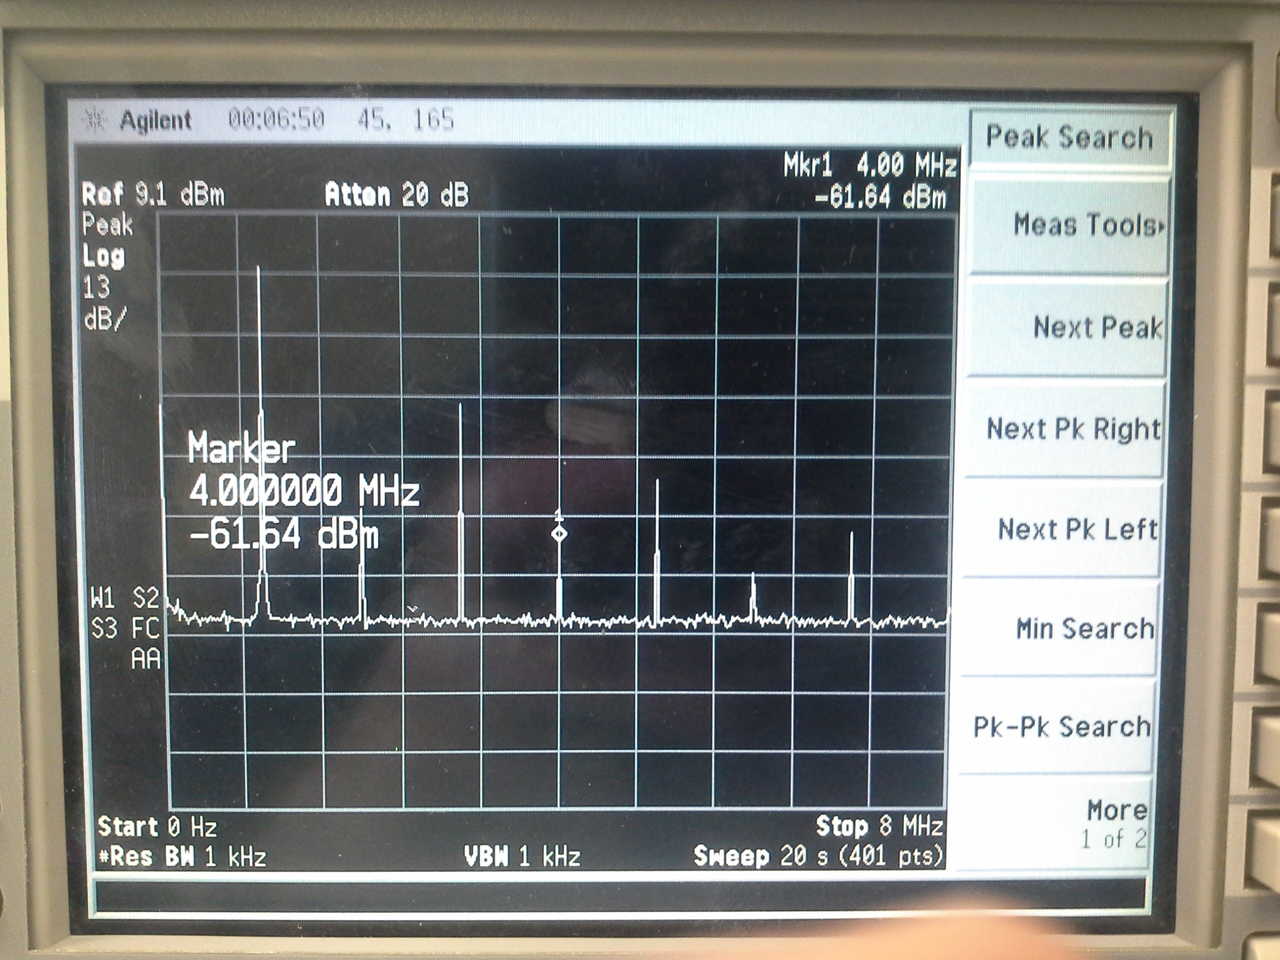 Agilent 00:06:50 45, 165
Mkr1 4.00 MHz
Ref 9.1 dBm Atten 20 dB -61.64 dBm
Peak
Log
13
dB/
Marker
4.000000 MHz
-61.64 dBm
1
W1 S2
S3 FC
AA
Start 0 Hz Stop 8 MHz
#Res BW 1 kHz VBW 1 kHz Sweep 20 s (401 pts)
Peak Search
Meas Tools
Next Peak
Next Pk Right
Next Pk Left
Min Search
Pk-Pk Search
More
1 of 2